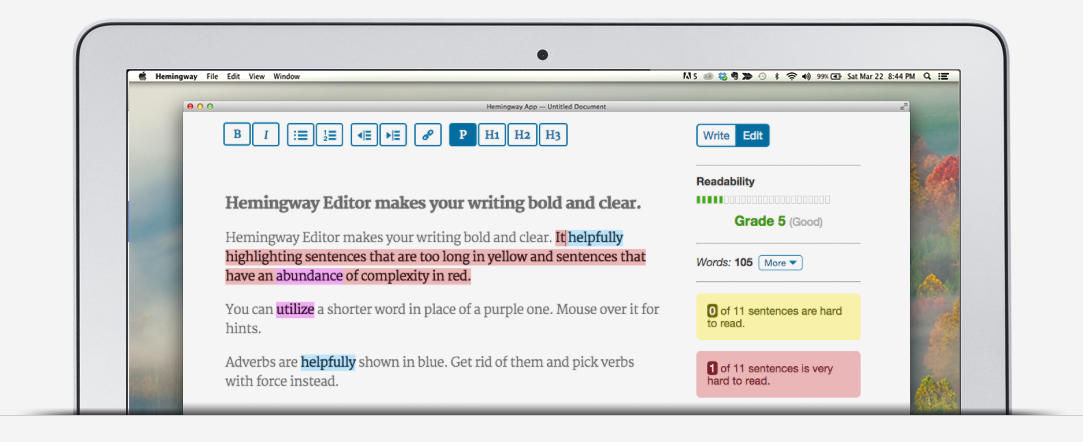 Hemingway File Edit View Window
5 99% Sat Mar 22 8:44 PM
Hemingway App — Untitled Document
B I P H1 H2 H3
Write Edit
Hemingway Editor makes your writing bold and clear.
Hemingway Editor makes your writing bold and clear. It helpfully
highlighting sentences that are too long in yellow and sentences that
have an abundance of complexity in red.
You can utilize a shorter word in place of a purple one. Mouse over it for
hints.
Adverbs are helpfully shown in blue. Get rid of them and pick verbs
with force instead.
Readability
Grade 5 (Good)
Words: 105 More
0 of 11 sentences are hard
to read.
1 of 11 sentences is very
hard to read.